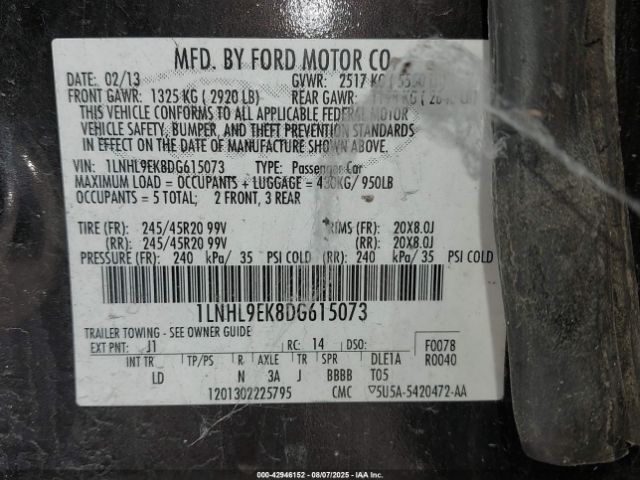 MFD. BY FORD MOTOR CO.
DATE: 02/13 GVWR: 2517 KG
FRONT GAWR: 1325 KG ( 2920 LB) REAR GAWR: KG
THIS VEHICLE CONFORMS TO ALL APPLICABLE FEDERAL MOTOR
VEHICLE SAFETY, BUMPER, AND THEFT PREVENTION STANDARDS
IN EFFECT ON THE DATE OF MANUFACTURE SHOWN ABOVE.
VIN: 1LNHL9EK8DG615073 TYPE: Passenger Car
MAXIMUM LOAD = OCCUPANTS + LUGGAGE = 430KG/ 950LB
OCCUPANTS = 5 TOTAL; 2 FRONT, 3 REAR
TIRE (FR): 245/45R20 99V RIMS (FR): 20X8.0J
(RR): 245/45R20 99V (RR): 20X8.0J
PRESSURE (FR): 240 kPa/ 35 PSI COLD (RR): 240 kPa/ 35 PSI COLD
1LNHL9EK8DG615073
TRAILER TOWING - SEE OWNER GUIDE
EXT PNT: J1 RC: 14 DSO: F0078
INT TR TP/PS R AXLE TR SPR DLE1A R0040
LD N 3A J BBBB T05
1201302225795 CMC ▽5U5A-5420472-AA
000-42946152 - 08/07/2025 - Copyright IAA, LLC